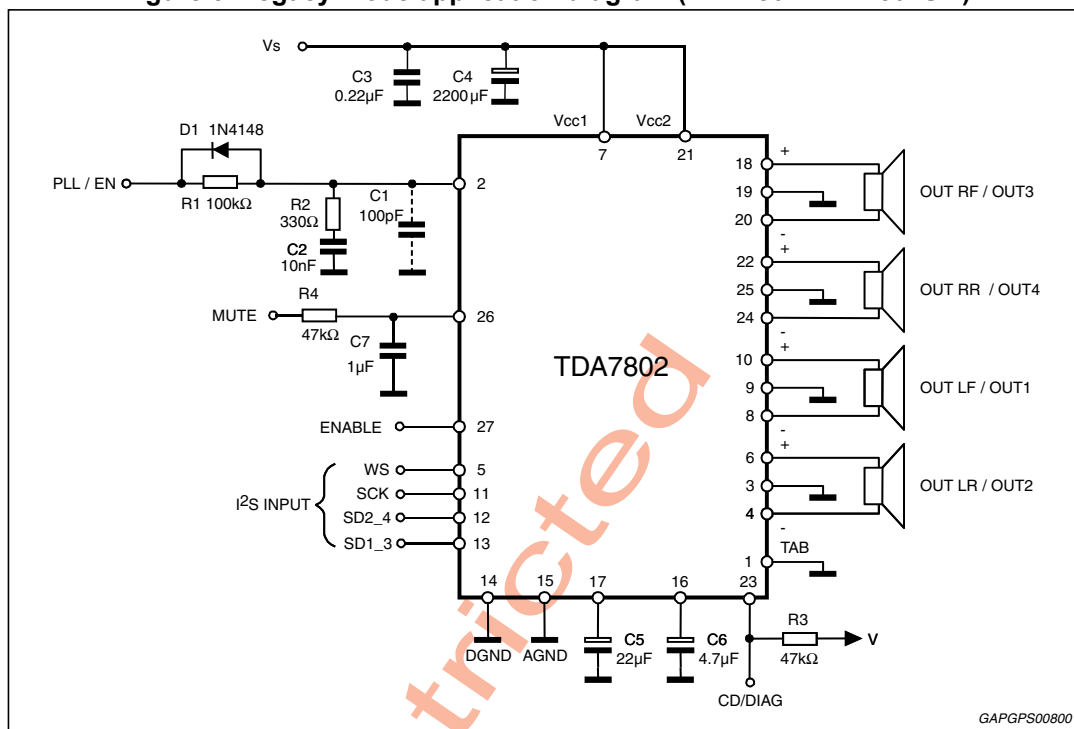 Vs
C3
0.22µF
C4
2200µF
Vcc1
Vcc2
7
21
D1 1N4148
PLL / EN
R1 100kΩ
R2
330Ω
C2
10nF
C1
100pF
2
R4
MUTE
47kΩ
C7
1µF
26
TDA7802
ENABLE
27
I²S INPUT
WS
5
SCK
11
SD2_4
12
SD1_3
13
18
+
19
OUT RF / OUT3
20
-
+
22
25
OUT RR / OUT4
24
-
+
10
9
OUT LF / OUT1
8
-
+
6
3
OUT LR / OUT2
4
-
TAB
1
14
15
17
16
23
DGND
AGND
C5
22µF
C6
4.7µF
R3
47kΩ
V
CD/DIAG
tricted
GAPGPS00800